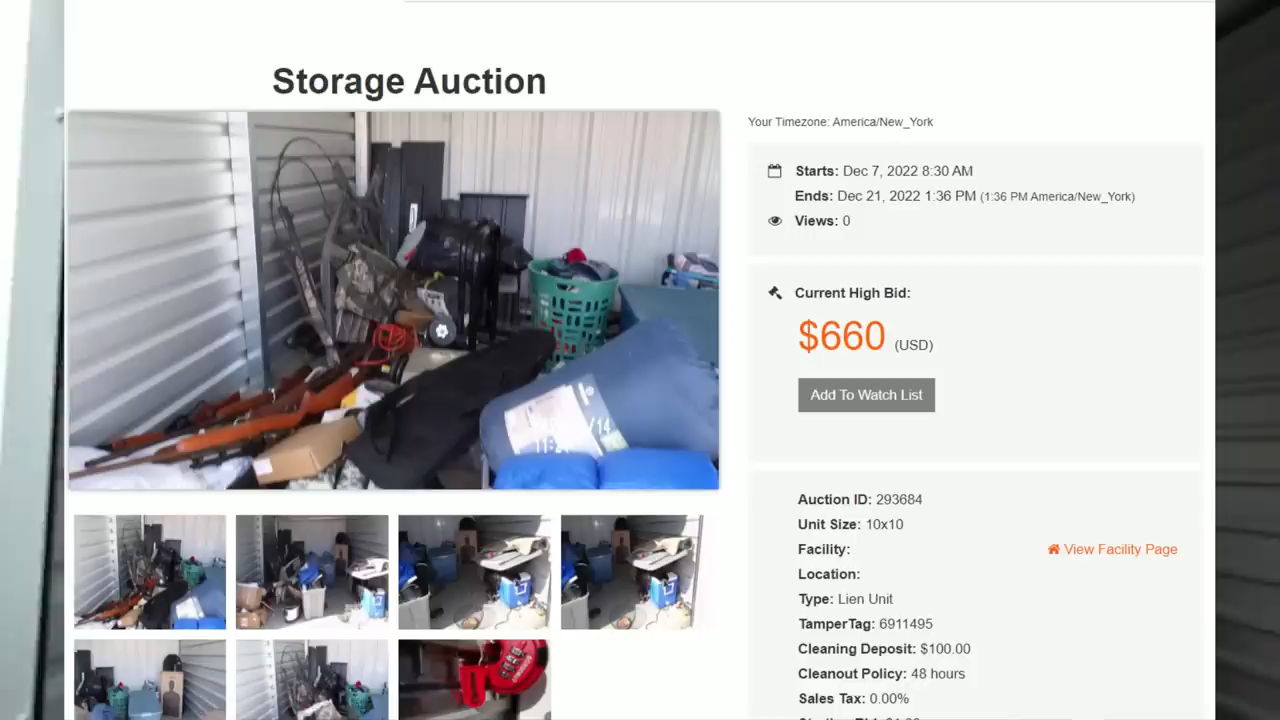 Storage Auction
Your Timezone: America/New_York
Starts: Dec 7, 2022 8:30 AM
Ends: Dec 21, 2022 1:36 PM (1:36 PM America/New_York)
Views: 0
Current High Bid:
$660 (USD)
Add To Watch List
Auction ID: 293684
Unit Size: 10x10
Facility:
View Facility Page
Location:
Type: Lien Unit
TamperTag: 6911495
Cleaning Deposit: $100.00
Cleanout Policy: 48 hours
Sales Tax: 0.00%